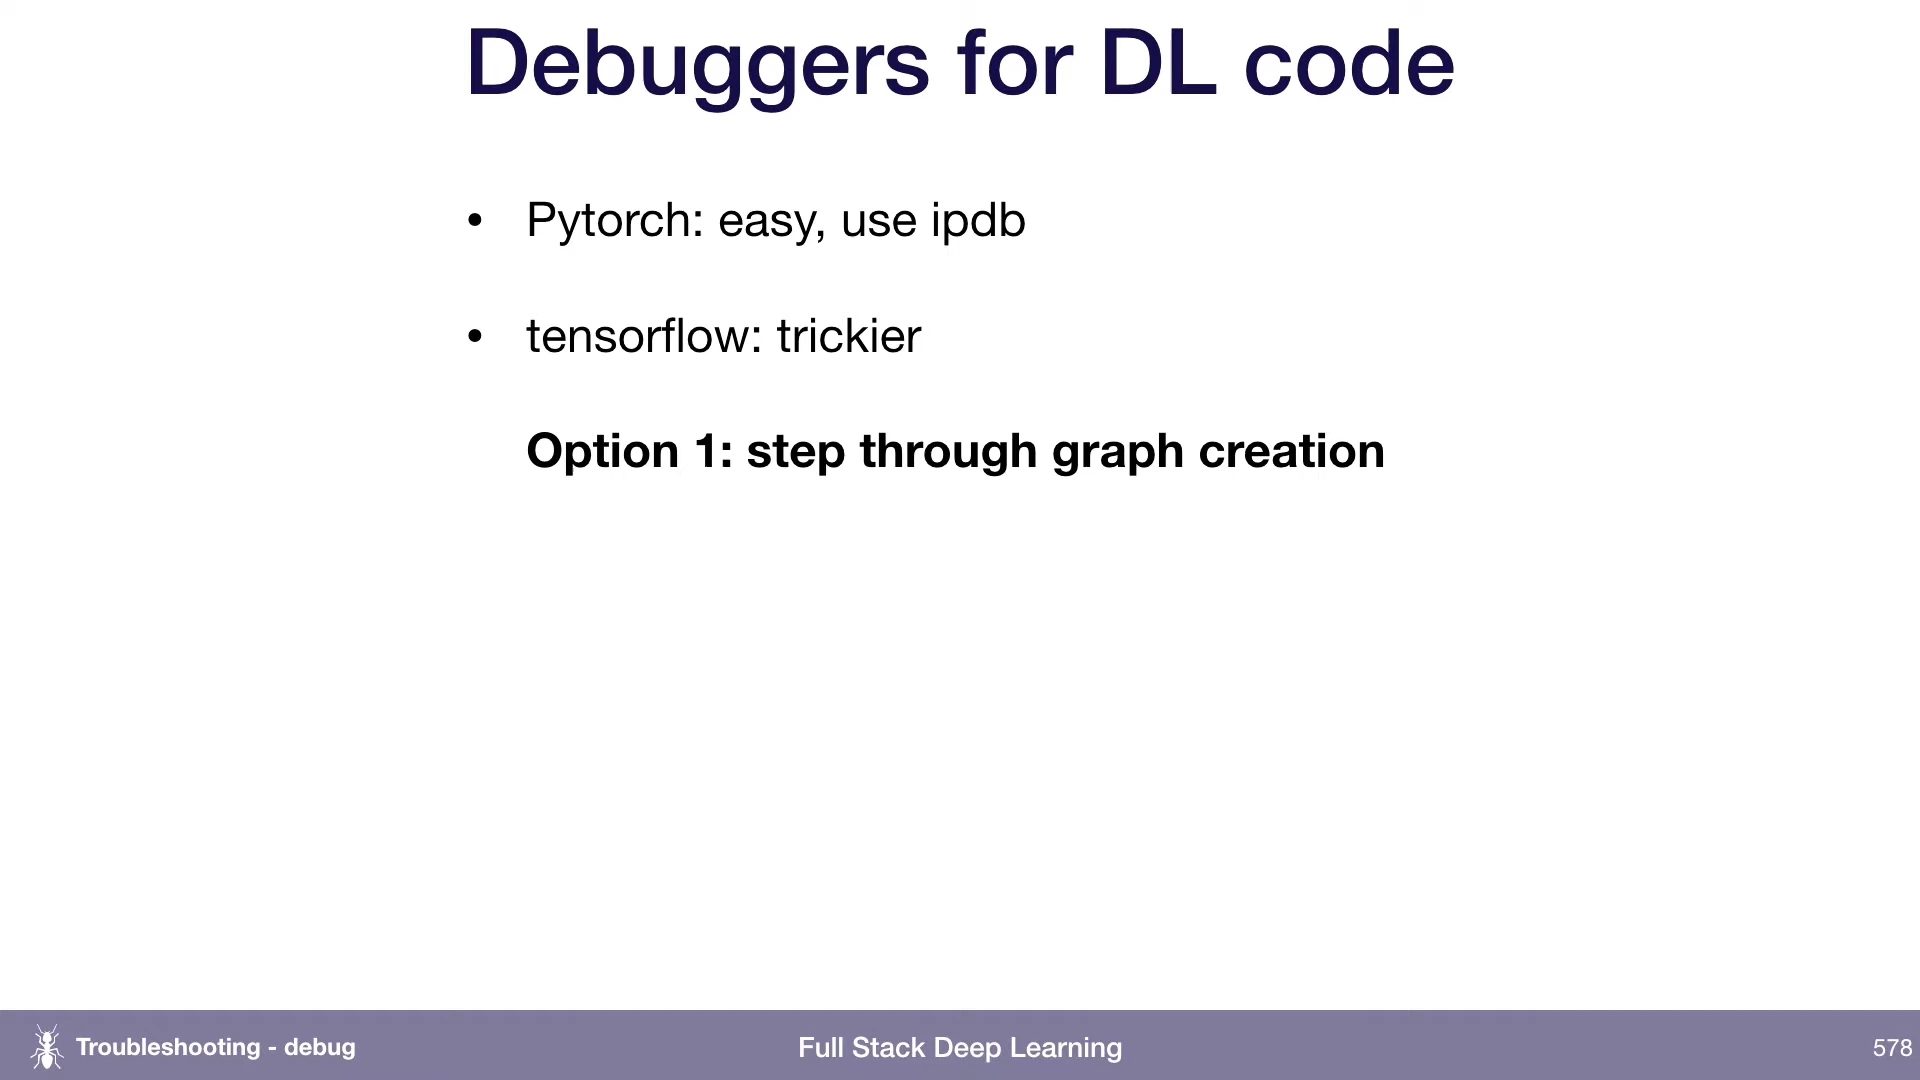 Debuggers for DL code
• Pytorch: easy, use ipdb
• tensorflow: trickier
Option 1: step through graph creation
Troubleshooting - debug
Full Stack Deep Learning
578